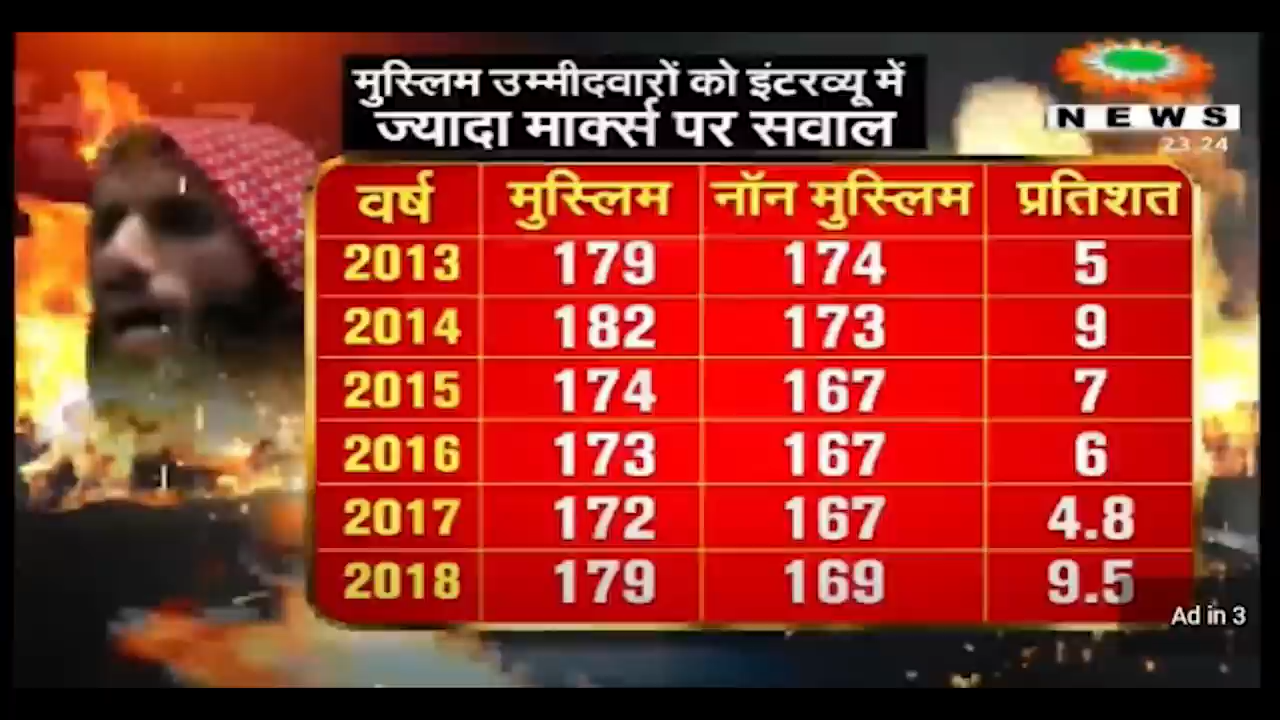 मुस्लिम उम्मीदवारों को इंटरव्यू में
ज्यादा मार्क्स पर सवाल
NEWS
23 24
वर्ष मुस्लिम नॉन मुस्लिम प्रतिशत
2013 179 174 5
2014 182 173 9
2015 174 167 7
2016 173 167 6
2017 172 167 4.8
2018 179 169 9.5
Ad in 3